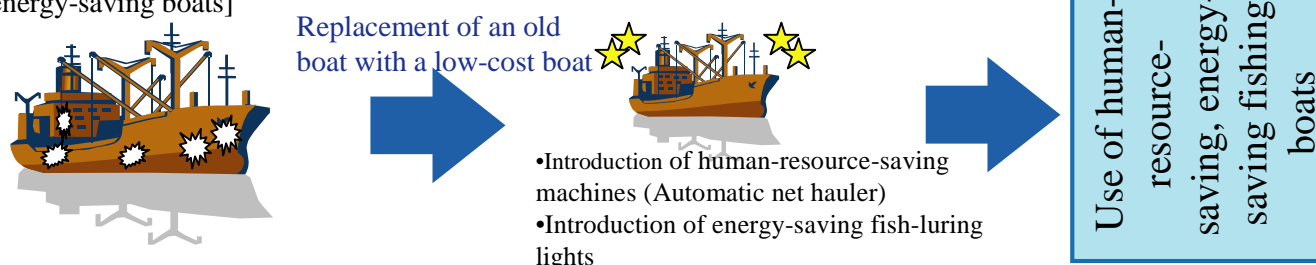 energy-saving boats]
Replacement of an old
boat with a low-cost boat
•Introduction of human-resource-saving
machines (Automatic net hauler)
•Introduction of energy-saving fish-luring
lights
Use of human-
resource-
saving, energy-
saving fishing
boats